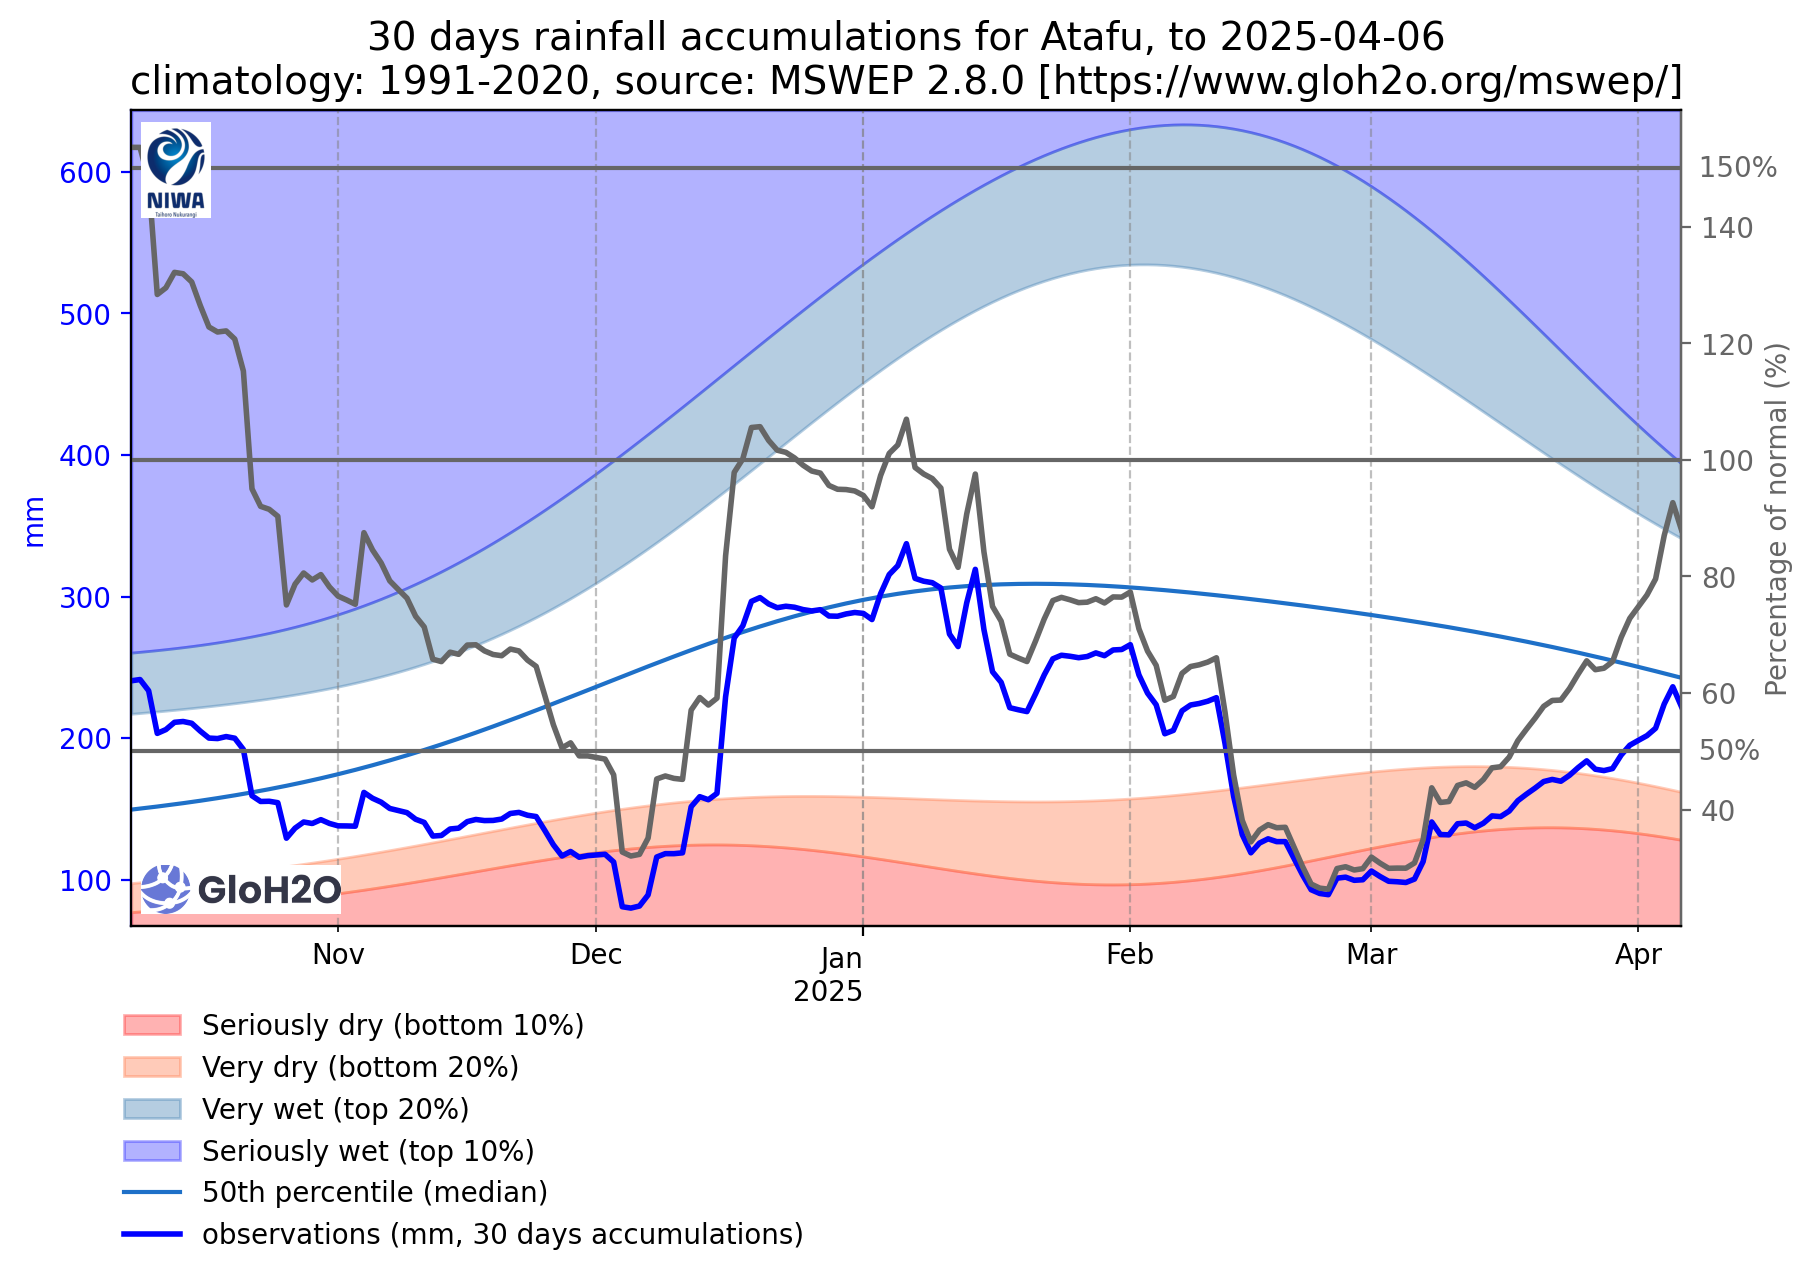 30 days rainfall accumulations for Atafu, to 2025-04-06
climatology: 1991-2020, source: MSWEP 2.8.0 [https://www.gloh2o.org/mswep/]
NIWA
Taihoro Nukurangi
600
500
400
300
200
100
mm
150%
140
120
100
80
60
50%
40
Percentage of normal (%)
GloH2O
Nov
Dec
Jan
2025
Feb
Mar
Apr
Seriously dry (bottom 10%)
Very dry (bottom 20%)
Very wet (top 20%)
Seriously wet (top 10%)
50th percentile (median)
observations (mm, 30 days accumulations)